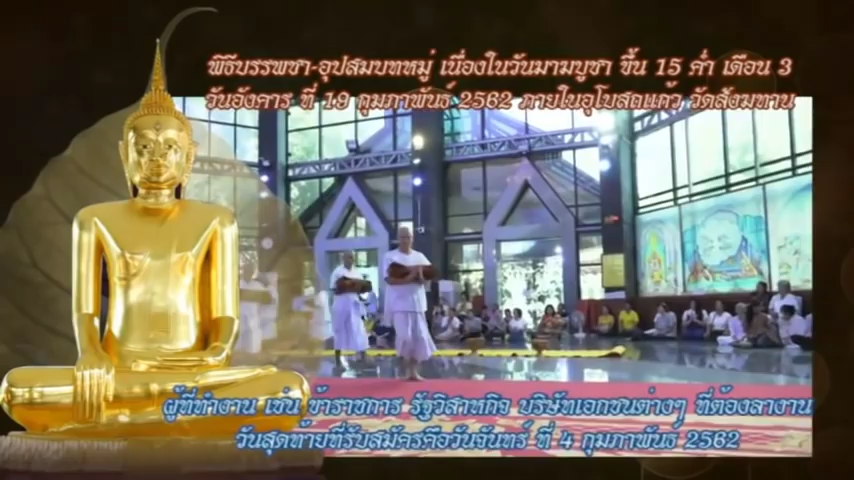 พิธีบรรพชา-อุปสมบทหมู่ เนื่องในวันมาฆบูชา ขึ้น 15 ค่ำ เดือน 3
วันอังคาร ที่ 19 กุมภาพันธ์ 2562 ภายในอุโบสถแก้ว วัดสังฆทาน
ผู้ที่ทำงาน เช่น ข้าราชการ รัฐวิสาหกิจ บริษัทเอกชนต่างๆ ที่ต้องลางาน
วันสุดท้ายที่รับสมัครคือวันจันทร์ ที่ 4 กุมภาพันธ์ 2562